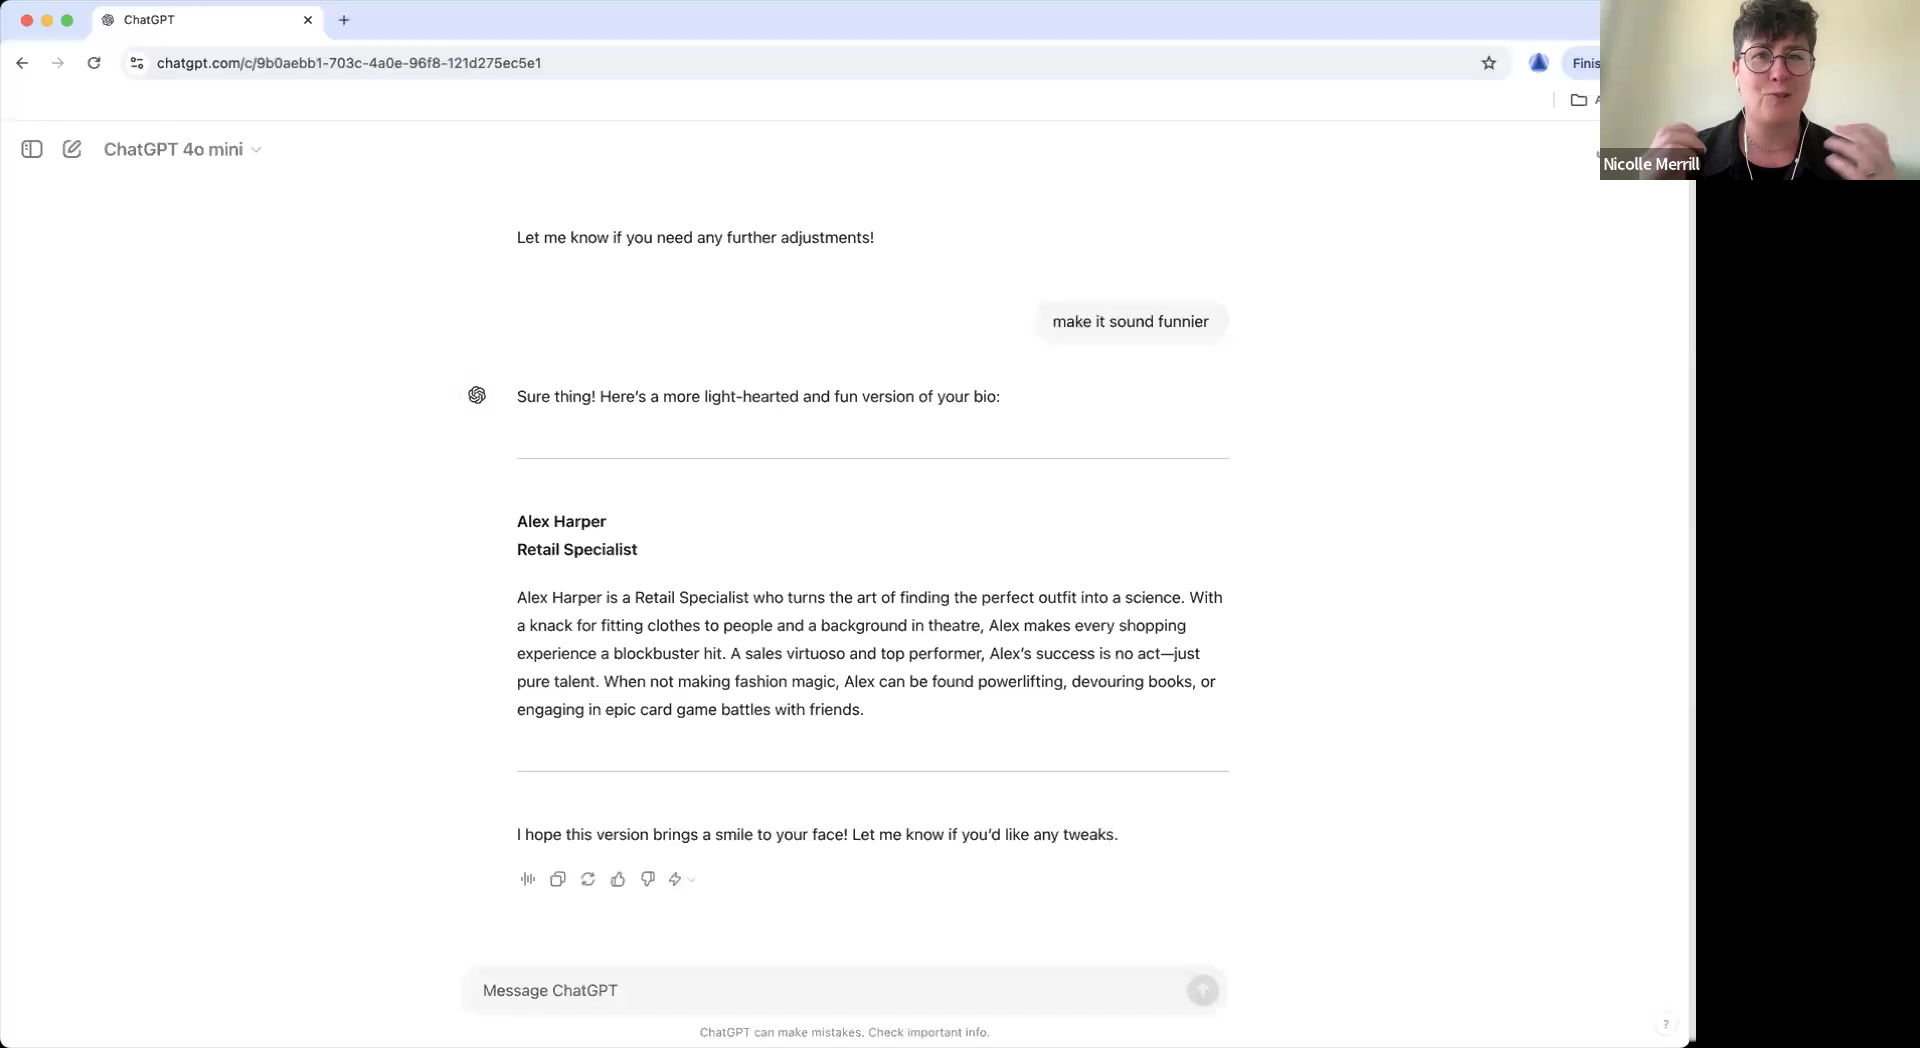 ChatGPT
chatgpt.com/c/9b0aebb1-703c-4a0e-96f8-121d275ec5e1
Finis
Nicolle Merrill
ChatGPT 4o mini
Let me know if you need any further adjustments!
make it sound funnier
Sure thing! Here’s a more light-hearted and fun version of your bio:
Alex Harper
Retail Specialist
Alex Harper is a Retail Specialist who turns the art of finding the perfect outfit into a science. With
a knack for fitting clothes to people and a background in theatre, Alex makes every shopping
experience a blockbuster hit. A sales virtuoso and top performer, Alex’s success is no act—just
pure talent. When not making fashion magic, Alex can be found powerlifting, devouring books, or
engaging in epic card game battles with friends.
I hope this version brings a smile to your face! Let me know if you’d like any tweaks.
Message ChatGPT
ChatGPT can make mistakes. Check important info.
?